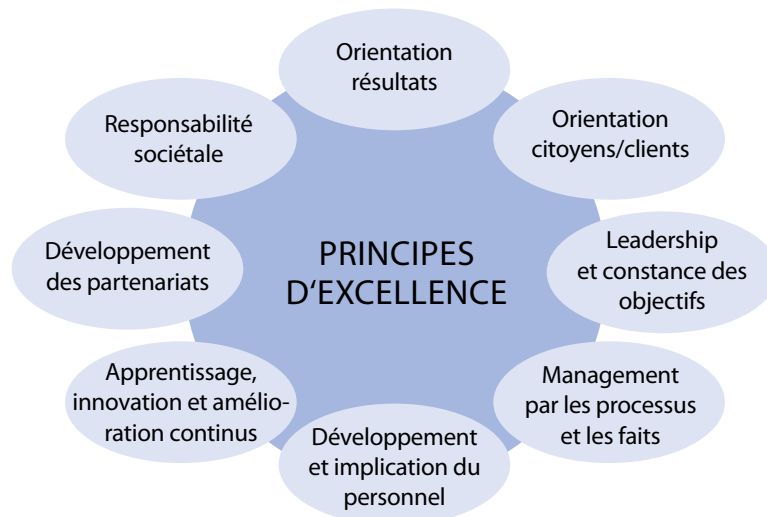 Orientation
résultats
Orientation
citoyens/clients
Leadership
et constance des
objectifs
Management
par les processus
et les faits
Développement
et implication du
personnel
Apprentissage,
innovation et amélio-
ration continus
Développement
des partenariats
Responsabilité
sociétale
PRINCIPES
D‘EXCELLENCE